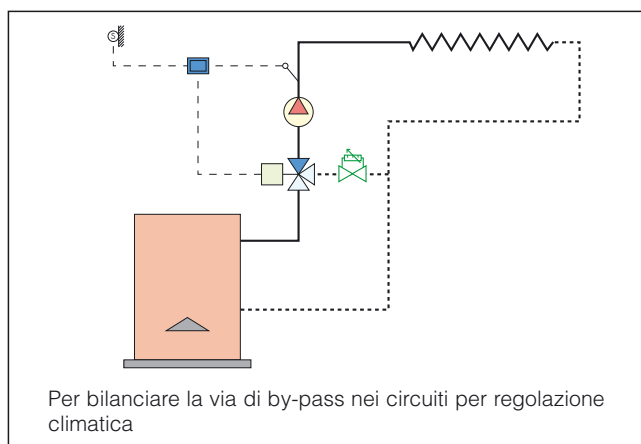 S
Per bilanciare la via di by-pass nei circuiti per regolazione
climatica